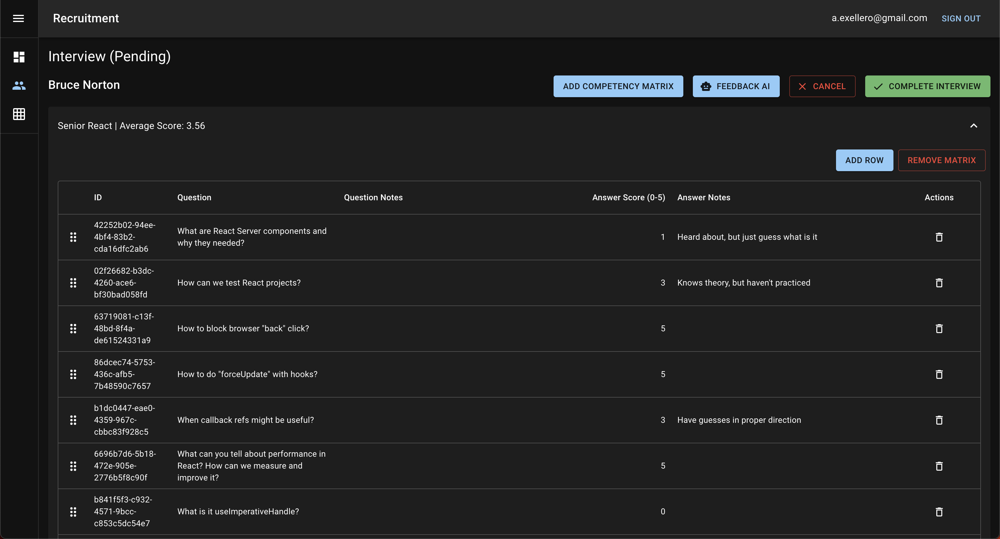 Recruitment
a.exellero@gmail.com
SIGN OUT
Interview (Pending)
Bruce Norton
ADD COMPETENCY MATRIX
FEEDBACK AI
CANCEL
COMPLETE INTERVIEW
Senior React | Average Score: 3.56
ADD ROW
REMOVE MATRIX
ID
Question
Question Notes
Answer Score (0-5)
Answer Notes
Actions
42252b02-94ee-
4bf4-83b2-
cda16dfc2ab6
What are React Server components and
why they needed?
1
Heard about, but just guess what is it
02f26682-b3dc-
4260-ace6-
bf30bad058fd
How can we test React projects?
3
Knows theory, but haven't practiced
63719081-c13f-
48bd-8f4a-
de61524331a9
How to block browser "back" click?
5
86dcec74-5753-
436c-afb5-
7b48590c7657
How to do "forceUpdate" with hooks?
5
b1dc0447-eae0-
4359-967c-
cbbc83f928c5
When callback refs might be useful?
3
Have guesses in proper direction
6696b7d6-5b18-
472e-905e-
2776b5f8c90f
What can you tell about performance in
React? How can we measure and
improve it?
5
b841f5f3-c932-
4571-9bcc-
c853c5dc54e7
What is it useImperativeHandle?
0